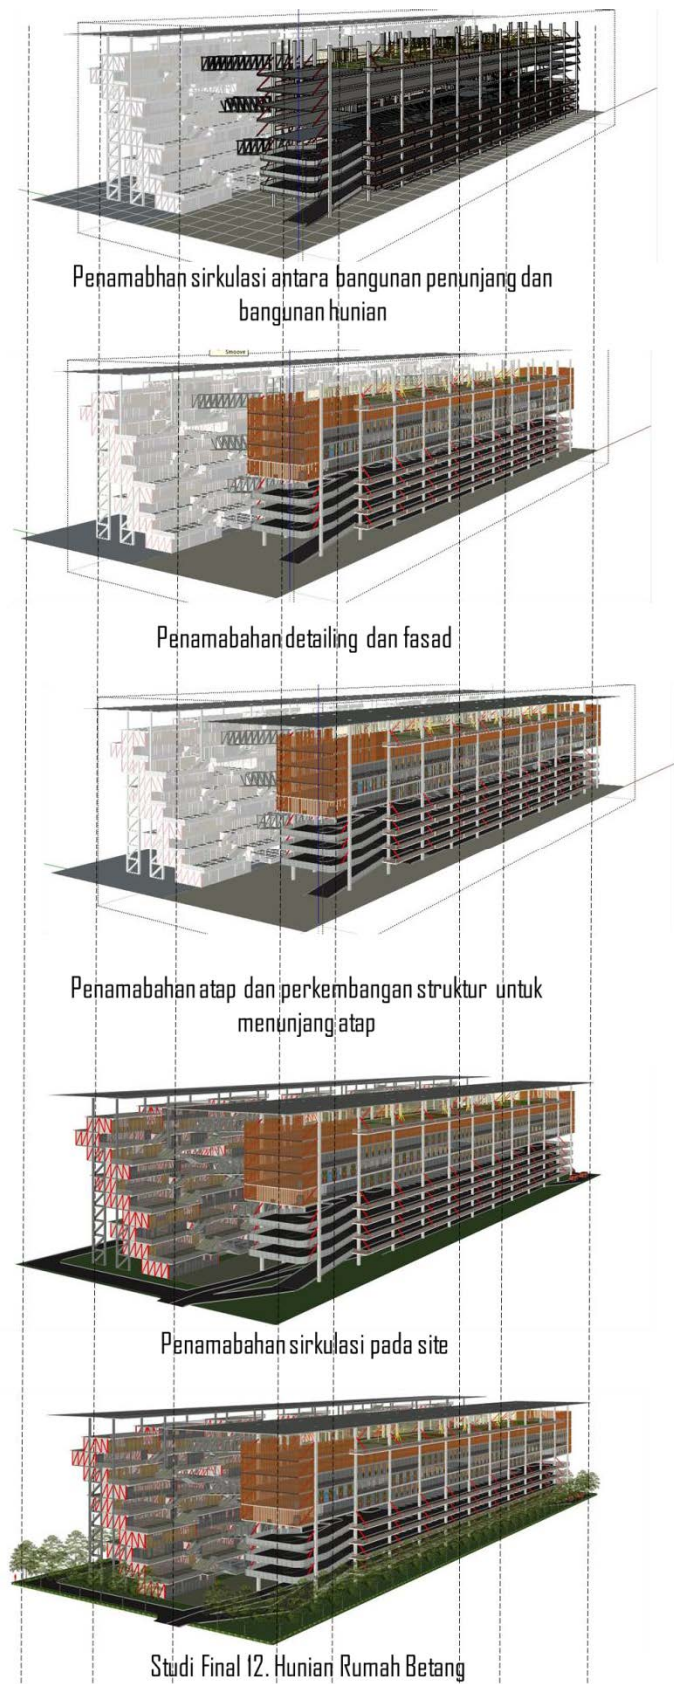 Penamabhan sirkulasi antara bangunan penunjang dan
bangunan hunian
Smoove
Penamabahan detailing dan fasad
Penamabahan atap dan perkembangan struktur untuk
menunjang atap
Penamabahan sirkulasi pada site
Studi Final 12. Hunian Rumah Betang